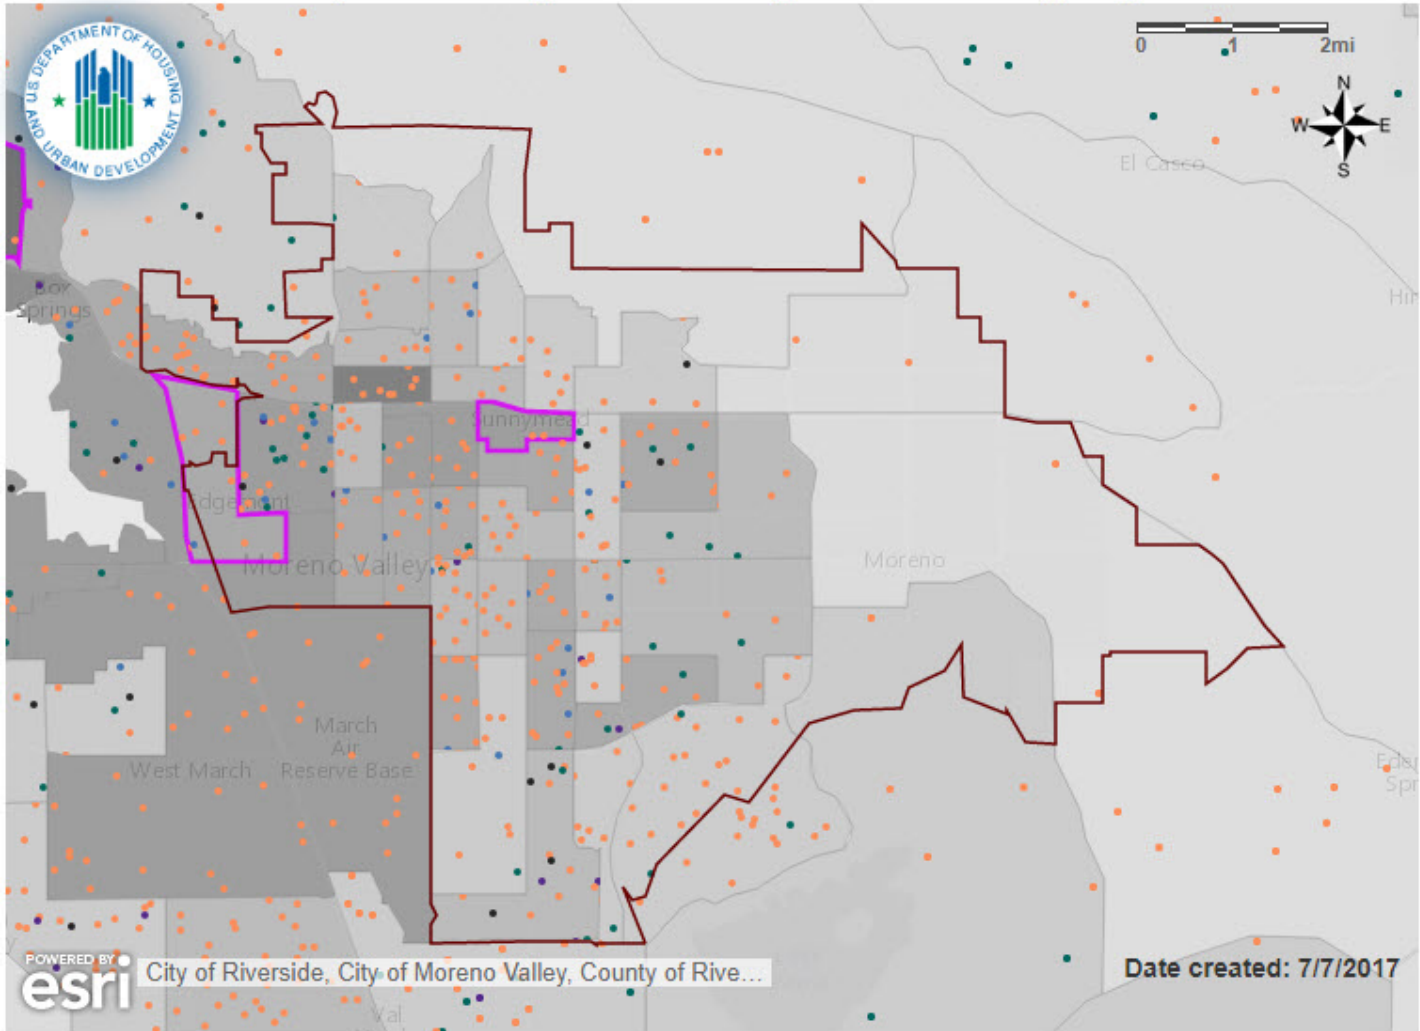 U.S. DEPARTMENT OF HOUSING
AND URBAN DEVELOPMENT
0 1 2mi
N
W E
S
El Casco
Box
Springs
Sunnymead
Edgemont
Moreno Valley
Moreno
March
Air
Reserve Base
West March
Val
POWERED BY
esri
City of Riverside, City of Moreno Valley, County of Rive...
Date created: 7/7/2017